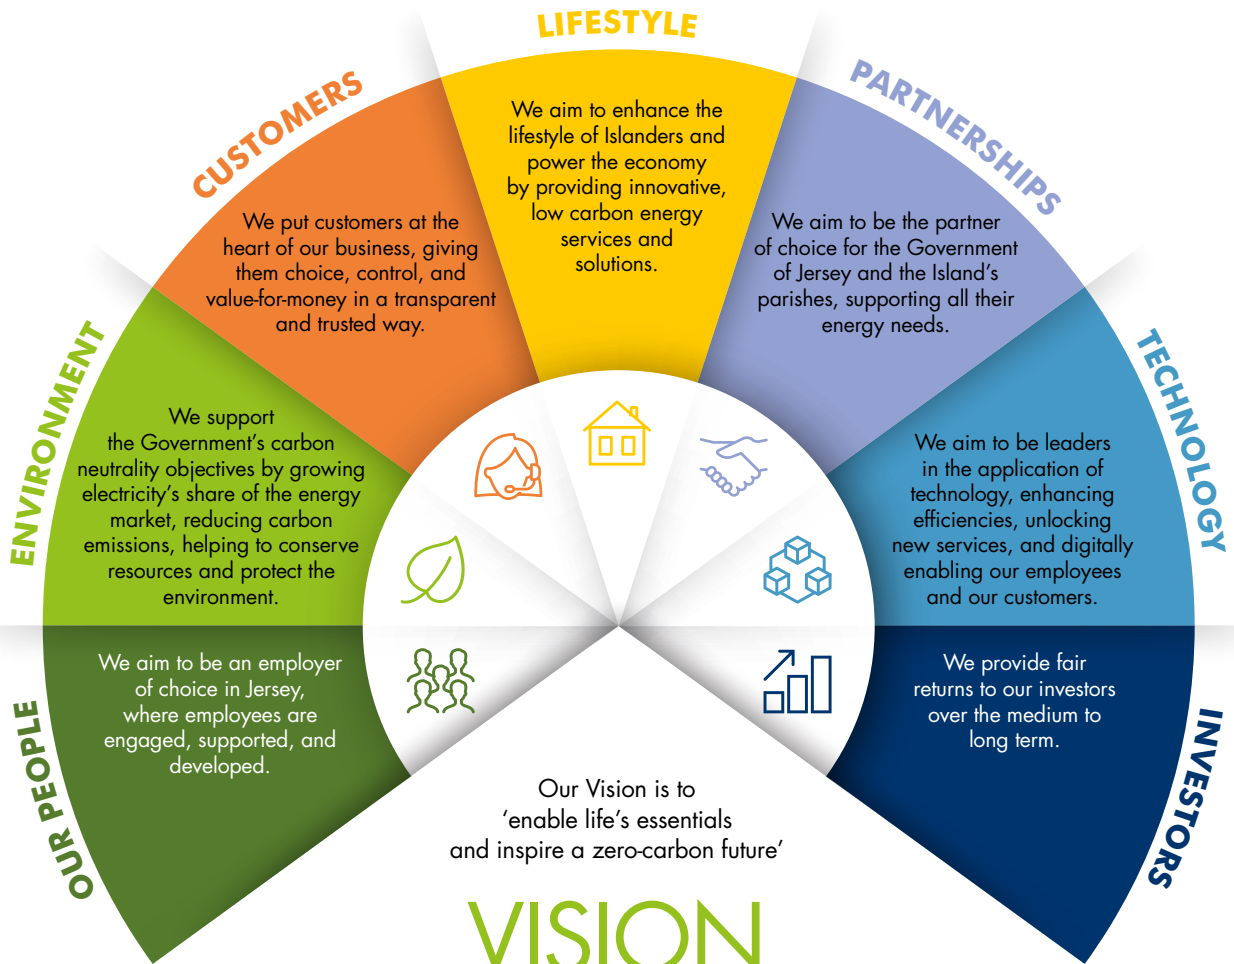 LIFESTYLE
We aim to enhance the
lifestyle of Islanders and
power the economy
by providing innovative,
low carbon energy
services and
solutions.
CUSTOMERS
We put customers at the
heart of our business, giving
them choice, control, and
value-for-money in a transparent
and trusted way.
PARTNERSHIPS
We aim to be the partner
of choice for the Government
of Jersey and the Island’s
parishes, supporting all their
energy needs.
ENVIRONMENT
We support
the Government’s carbon
neutrality objectives by growing
electricity’s share of the energy
market, reducing carbon
emissions, helping to conserve
resources and protect the
environment.
TECHNOLOGY
We aim to be leaders
in the application of
technology, enhancing
efficiencies, unlocking
new services, and digitally
enabling our employees
and our customers.
OUR PEOPLE
We aim to be an employer
of choice in Jersey,
where employees are
engaged, supported, and
developed.
INVESTORS
We provide fair
returns to our investors
over the medium to
long term.
Our Vision is to
‘enable life’s essentials
and inspire a zero-carbon future’
VISION